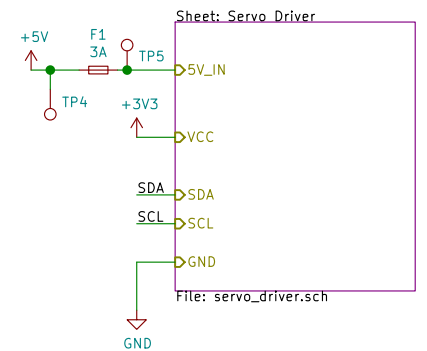 Sheet: Servo Driver
+5V
F1
3A
TP5
5V_IN
TP4
+3V3
VCC
SDA
SDA
SCL
SCL
GND
File: servo_driver.sch
GND